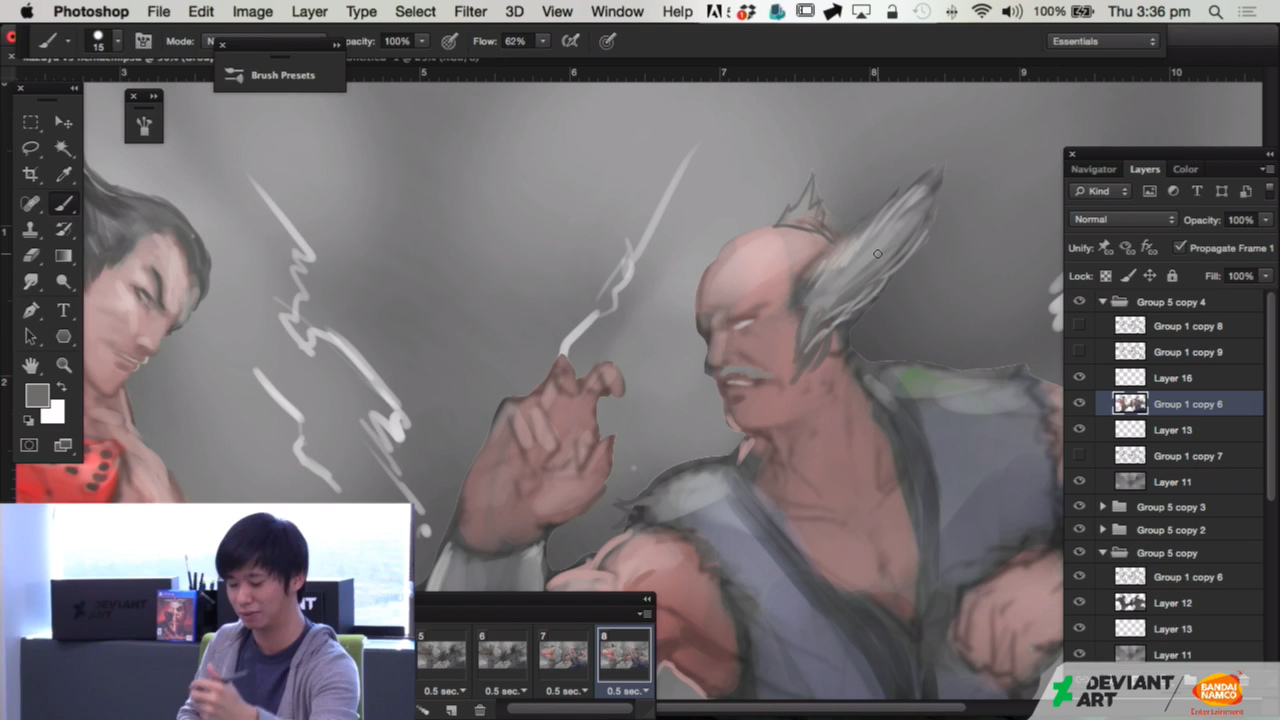 Photoshop File Edit Image Layer Type Select Filter 3D View Window Help 100% Thu 3:36 pm
15 Mode: 100% Flow: 62% Essentials
Brush Presets
3 5 6 7 8 9 10
1
2
Navigator Layers Color
Kind
Normal Opacity: 100%
Unify: Propagate Frame 1
Lock: Fill: 100%
Group 5 copy 4
Group 1 copy 8
Group 1 copy 9
Layer 16
Group 1 copy 6
Layer 13
Group 1 copy 7
Layer 11
Group 5 copy 3
Group 5 copy 2
Group 5 copy
Group 1 copy 6
Layer 12
Layer 13
Layer 11
5 6 7 8
0.5 sec. 0.5 sec. 0.5 sec. 0.5 sec.
DEVIANT ART
DEVIANT ART
BANDAI NAMCO
Entertainment